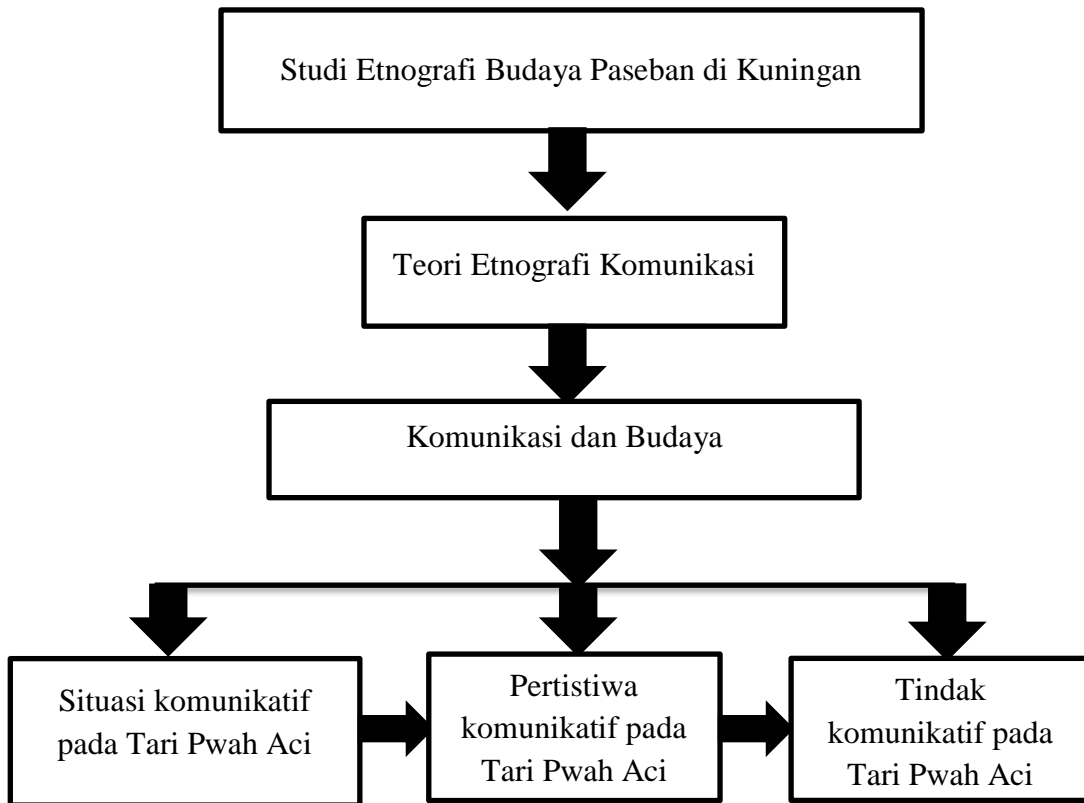 Studi Etnografi Budaya Paseban di Kuningan
Teori Etnografi Komunikasi
Komunikasi dan Budaya
Situasi komunikatif
pada Tari Pwah Aci
Pertistiwa
komunikatif pada
Tari Pwah Aci
Tindak
komunikatif pada
Tari Pwah Aci